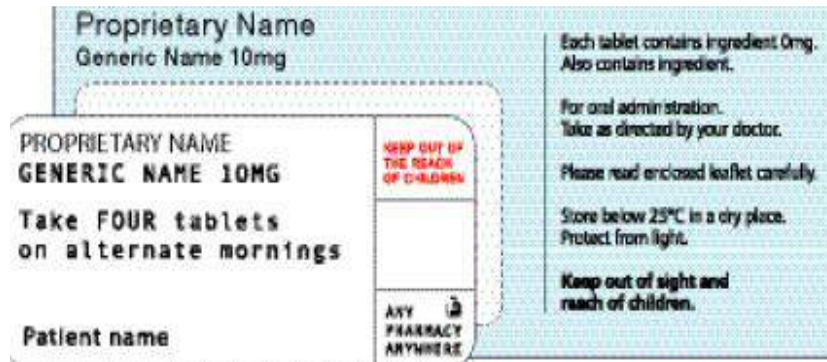 Proprietary Name
Generic Name 10mg
PROPRIETARY NAME
GENERIC NAME 10MG
Take FOUR tablets
on alternate mornings
Patient name
KEEP OUT OF
THE REACH
OF CHILDREN
ANY
PHARMACY
ANYWHERE
Each tablet contains ingredient 0mg.
Also contains ingredient.
For oral admin stration.
Take as directed by your doctor.
Please read enclosed leaflet carefully.
Store below 25°C in a dry place.
Protect from light.
Keep out of sight and
reach of children.